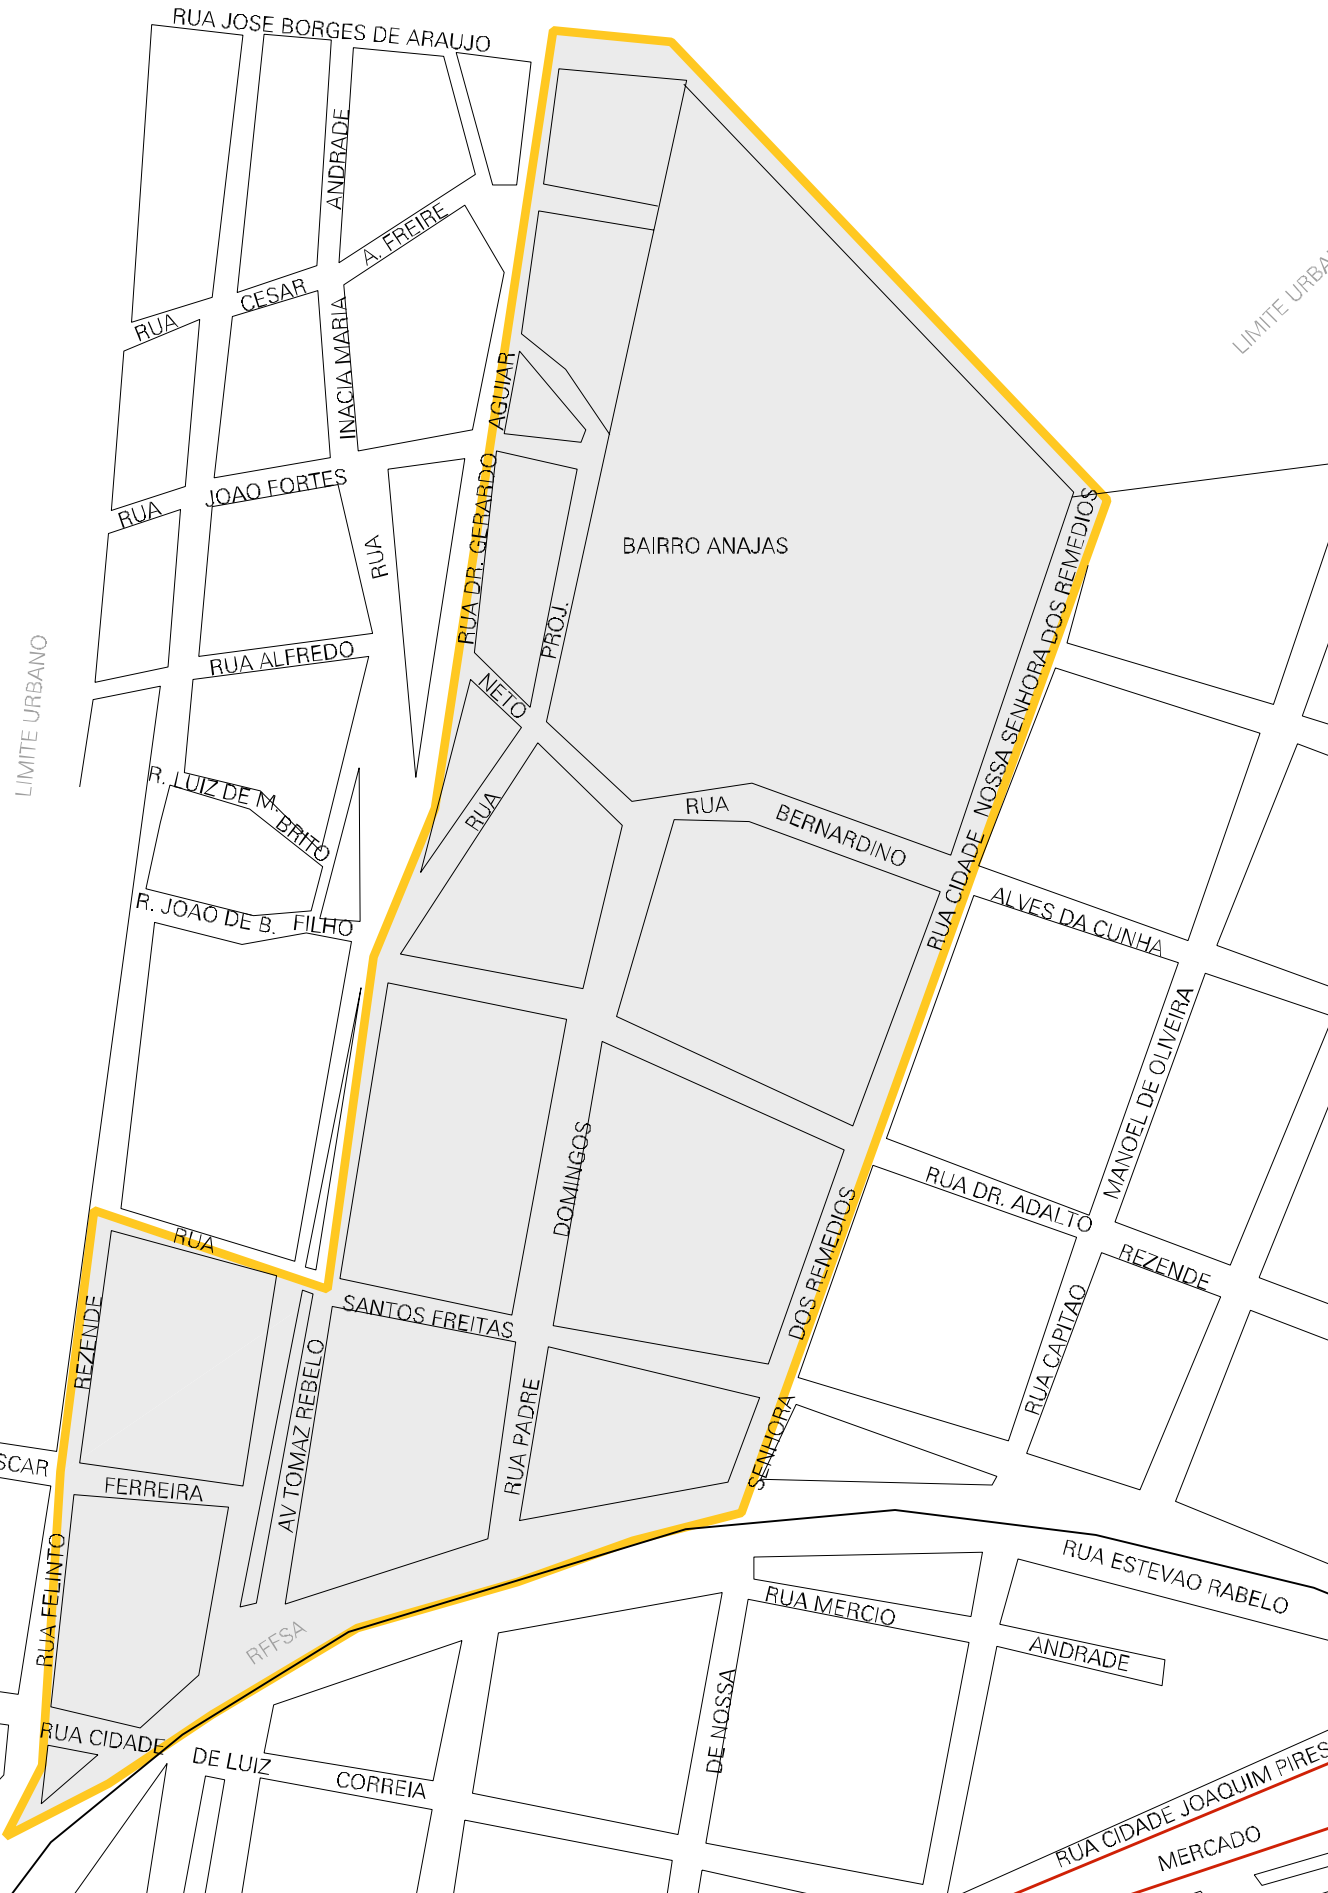 RUA JOSE BORGES DE ARAUJO
ANDRADE
A. FREIRE
CESAR
RUA
INACIA MARIA
LIMITE URBA
AGUIAR
JOAO FORTES
RUA
RUA
RUA DR. GERARDO
BAIRRO ANAJAS
NOSSA SENHORA DOS REMEDIOS
PROJ.
RUA ALFREDO
LIMITE URBANO
NETO
R. LUIZ DE M.
BRITO
RUA
RUA
BERNARDINO
RUA CIDADE
ALVES DA CUNHA
R. JOAO DE B. FILHO
MANOEL DE OLIVEIRA
DOMINGOS
RUA DR. ADALTO
REZENDE
RUA
DOS REMEDIOS
REZENDE
SANTOS FREITAS
RUA CAPITAO
AV TOMAZ REBELO
RUA PADRE
SENHORA
SCAR
FERREIRA
RUA FELINTO
RUA ESTEVAO RABELO
RUA MERCIO
ANDRADE
RFFSA
DE NOSSA
RUA CIDADE
DE LUIZ
CORREIA
RUA CIDADE JOAQUIM PIRES
MERCADO